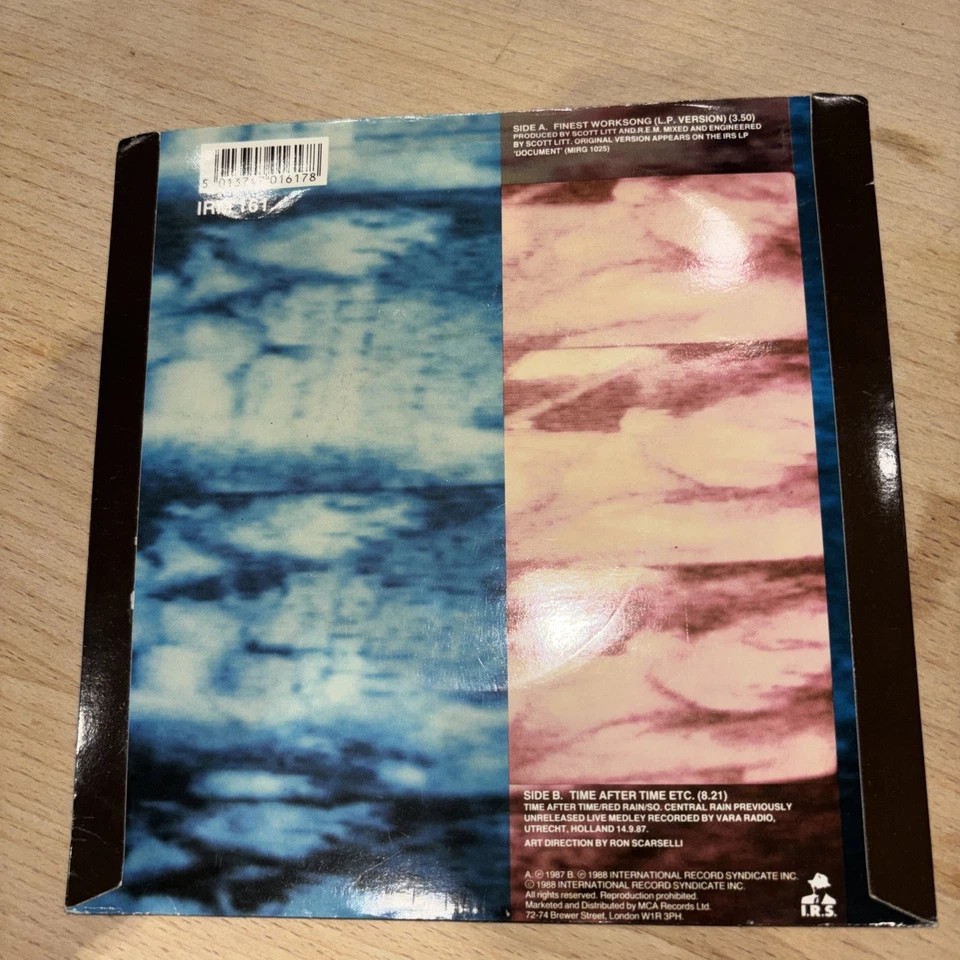 016178
161
SIDE A. FINEST WORKSONG (L.P. VERSION) (3.50)
PRODUCED BY SCOTT LITT AND R.E.M. MIXED AND ENGINEERED
BY SCOTT LITT. ORIGINAL VERSION APPEARS ON THE IRS LP
'DOCUMENT' (MIRG 1025)
SIDE B. TIME AFTER TIME ETC. (8.21)
TIME AFTER TIME/RED RAIN/SO. CENTRAL RAIN PREVIOUSLY
UNRELEASED LIVE MEDLEY RECORDED BY VARA RADIO,
UTRECHT, HOLLAND 14.9.87.
ART DIRECTION BY RON SCARSELLI
A. ℗ 1987 B. ℗ 1988 INTERNATIONAL RECORD SYNDICATE INC.
© 1988 INTERNATIONAL RECORD SYNDICATE INC.
All rights reserved. Reproduction prohibited.
Marketed and Distributed by MCA Records Ltd.
72-74 Brewer Street, London W1R 3PH.
I.R.S.